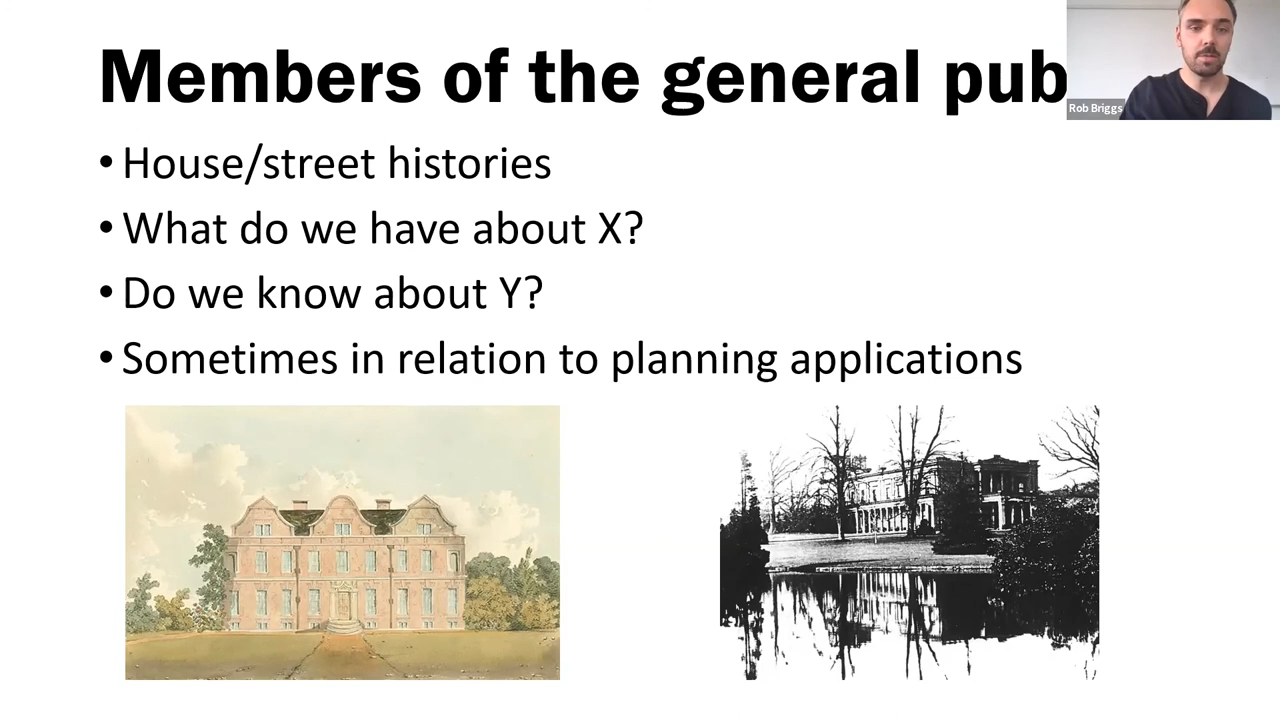 Members of the general pub
Rob Briggs
• House/street histories
• What do we have about X?
• Do we know about Y?
• Sometimes in relation to planning applications